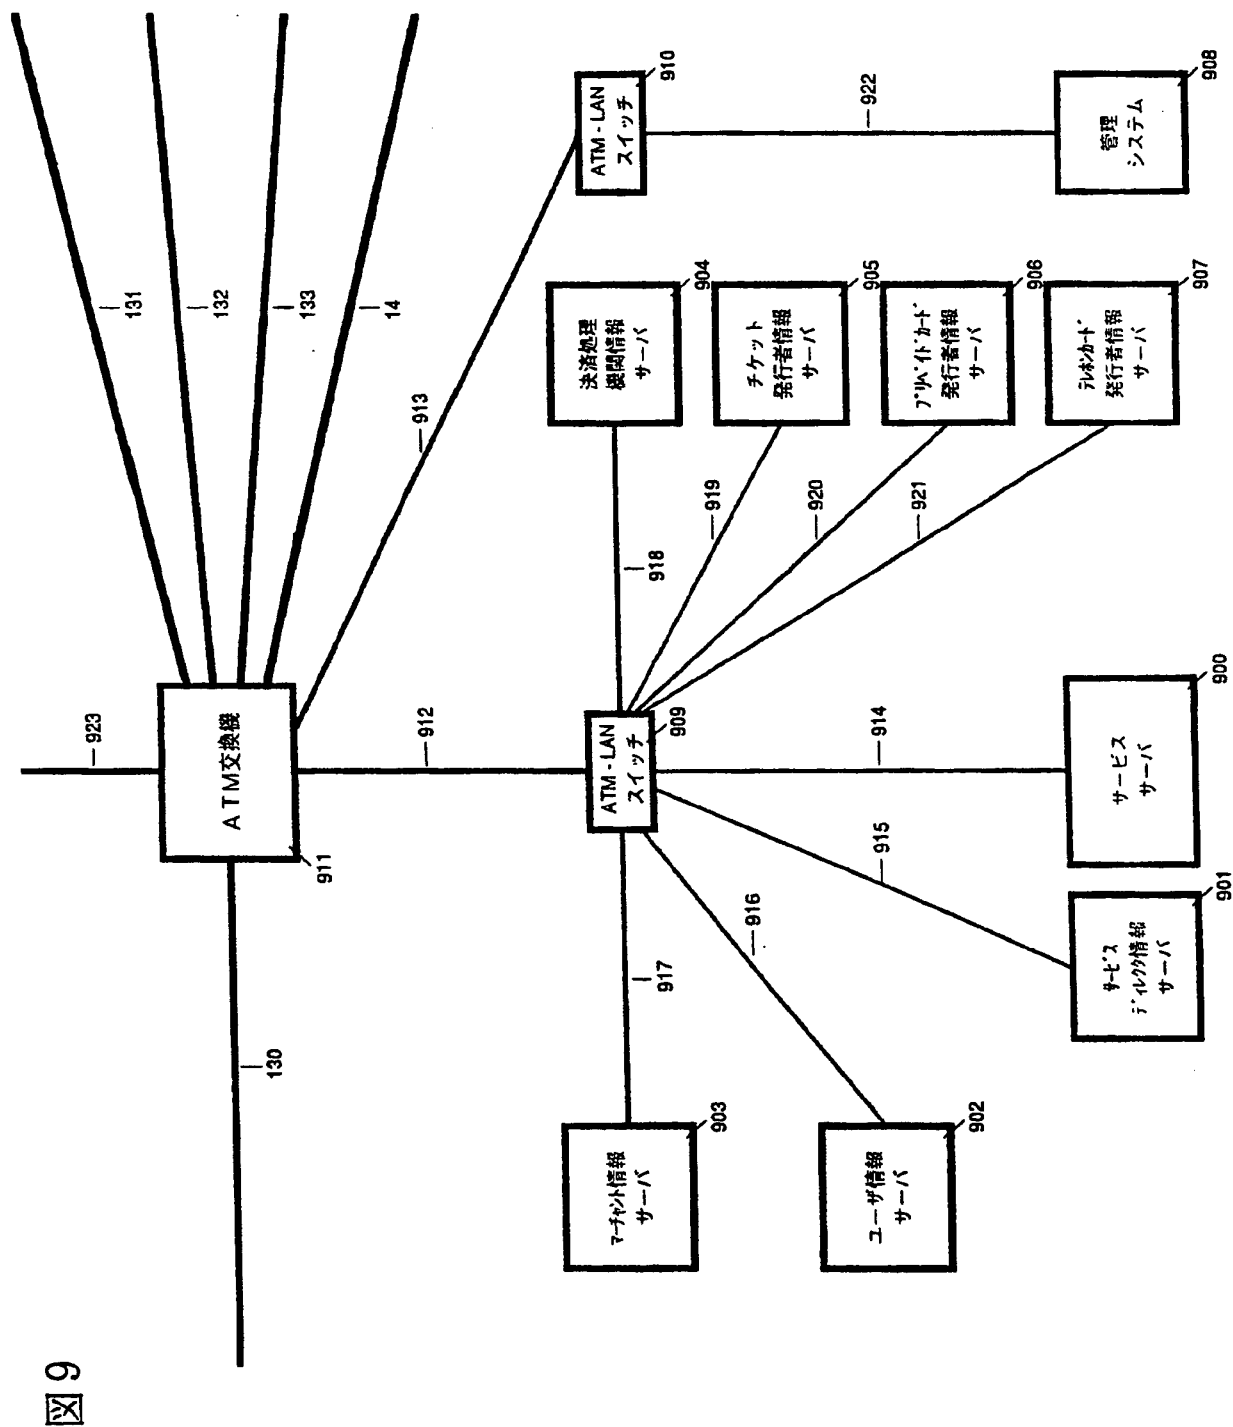 図9
923
131
132
133
14
ATM交換機
911
130
912
913
ATM-LAN
スイッチ
910
922
管理
システム
908
ATM-LAN
スイッチ
909
918
919
920
921
決済処理
機関情報
サーバ
904
チケット
発行者情報
サーバ
905
プリペイドカード
発行者情報
サーバ
906
テレホンカード
発行者情報
サーバ
907
917
916
915
914
マーチャント情報
サーバ
903
ユーザ情報
サーバ
902
サービス
ディレクタ情報
サーバ
901
サービス
サーバ
900